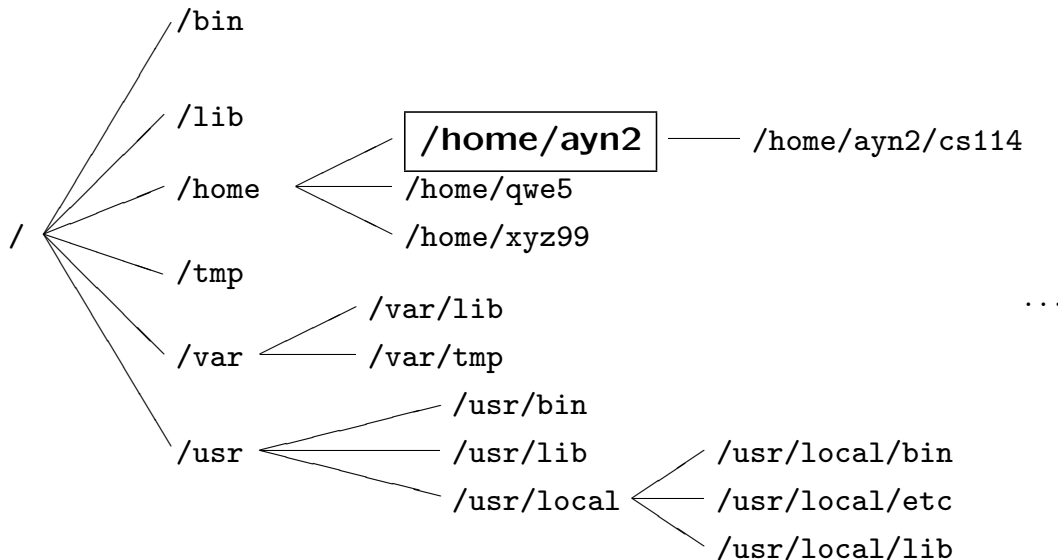 /bin
/lib
/home/ayn2 /home/ayn2/cs114
/home /home/qwe5
/ /home/xyz99
/tmp
/var/lib ...
/var /var/tmp
/usr/bin
/usr /usr/lib /usr/local/bin
/usr/local /usr/local/etc
/usr/local/lib